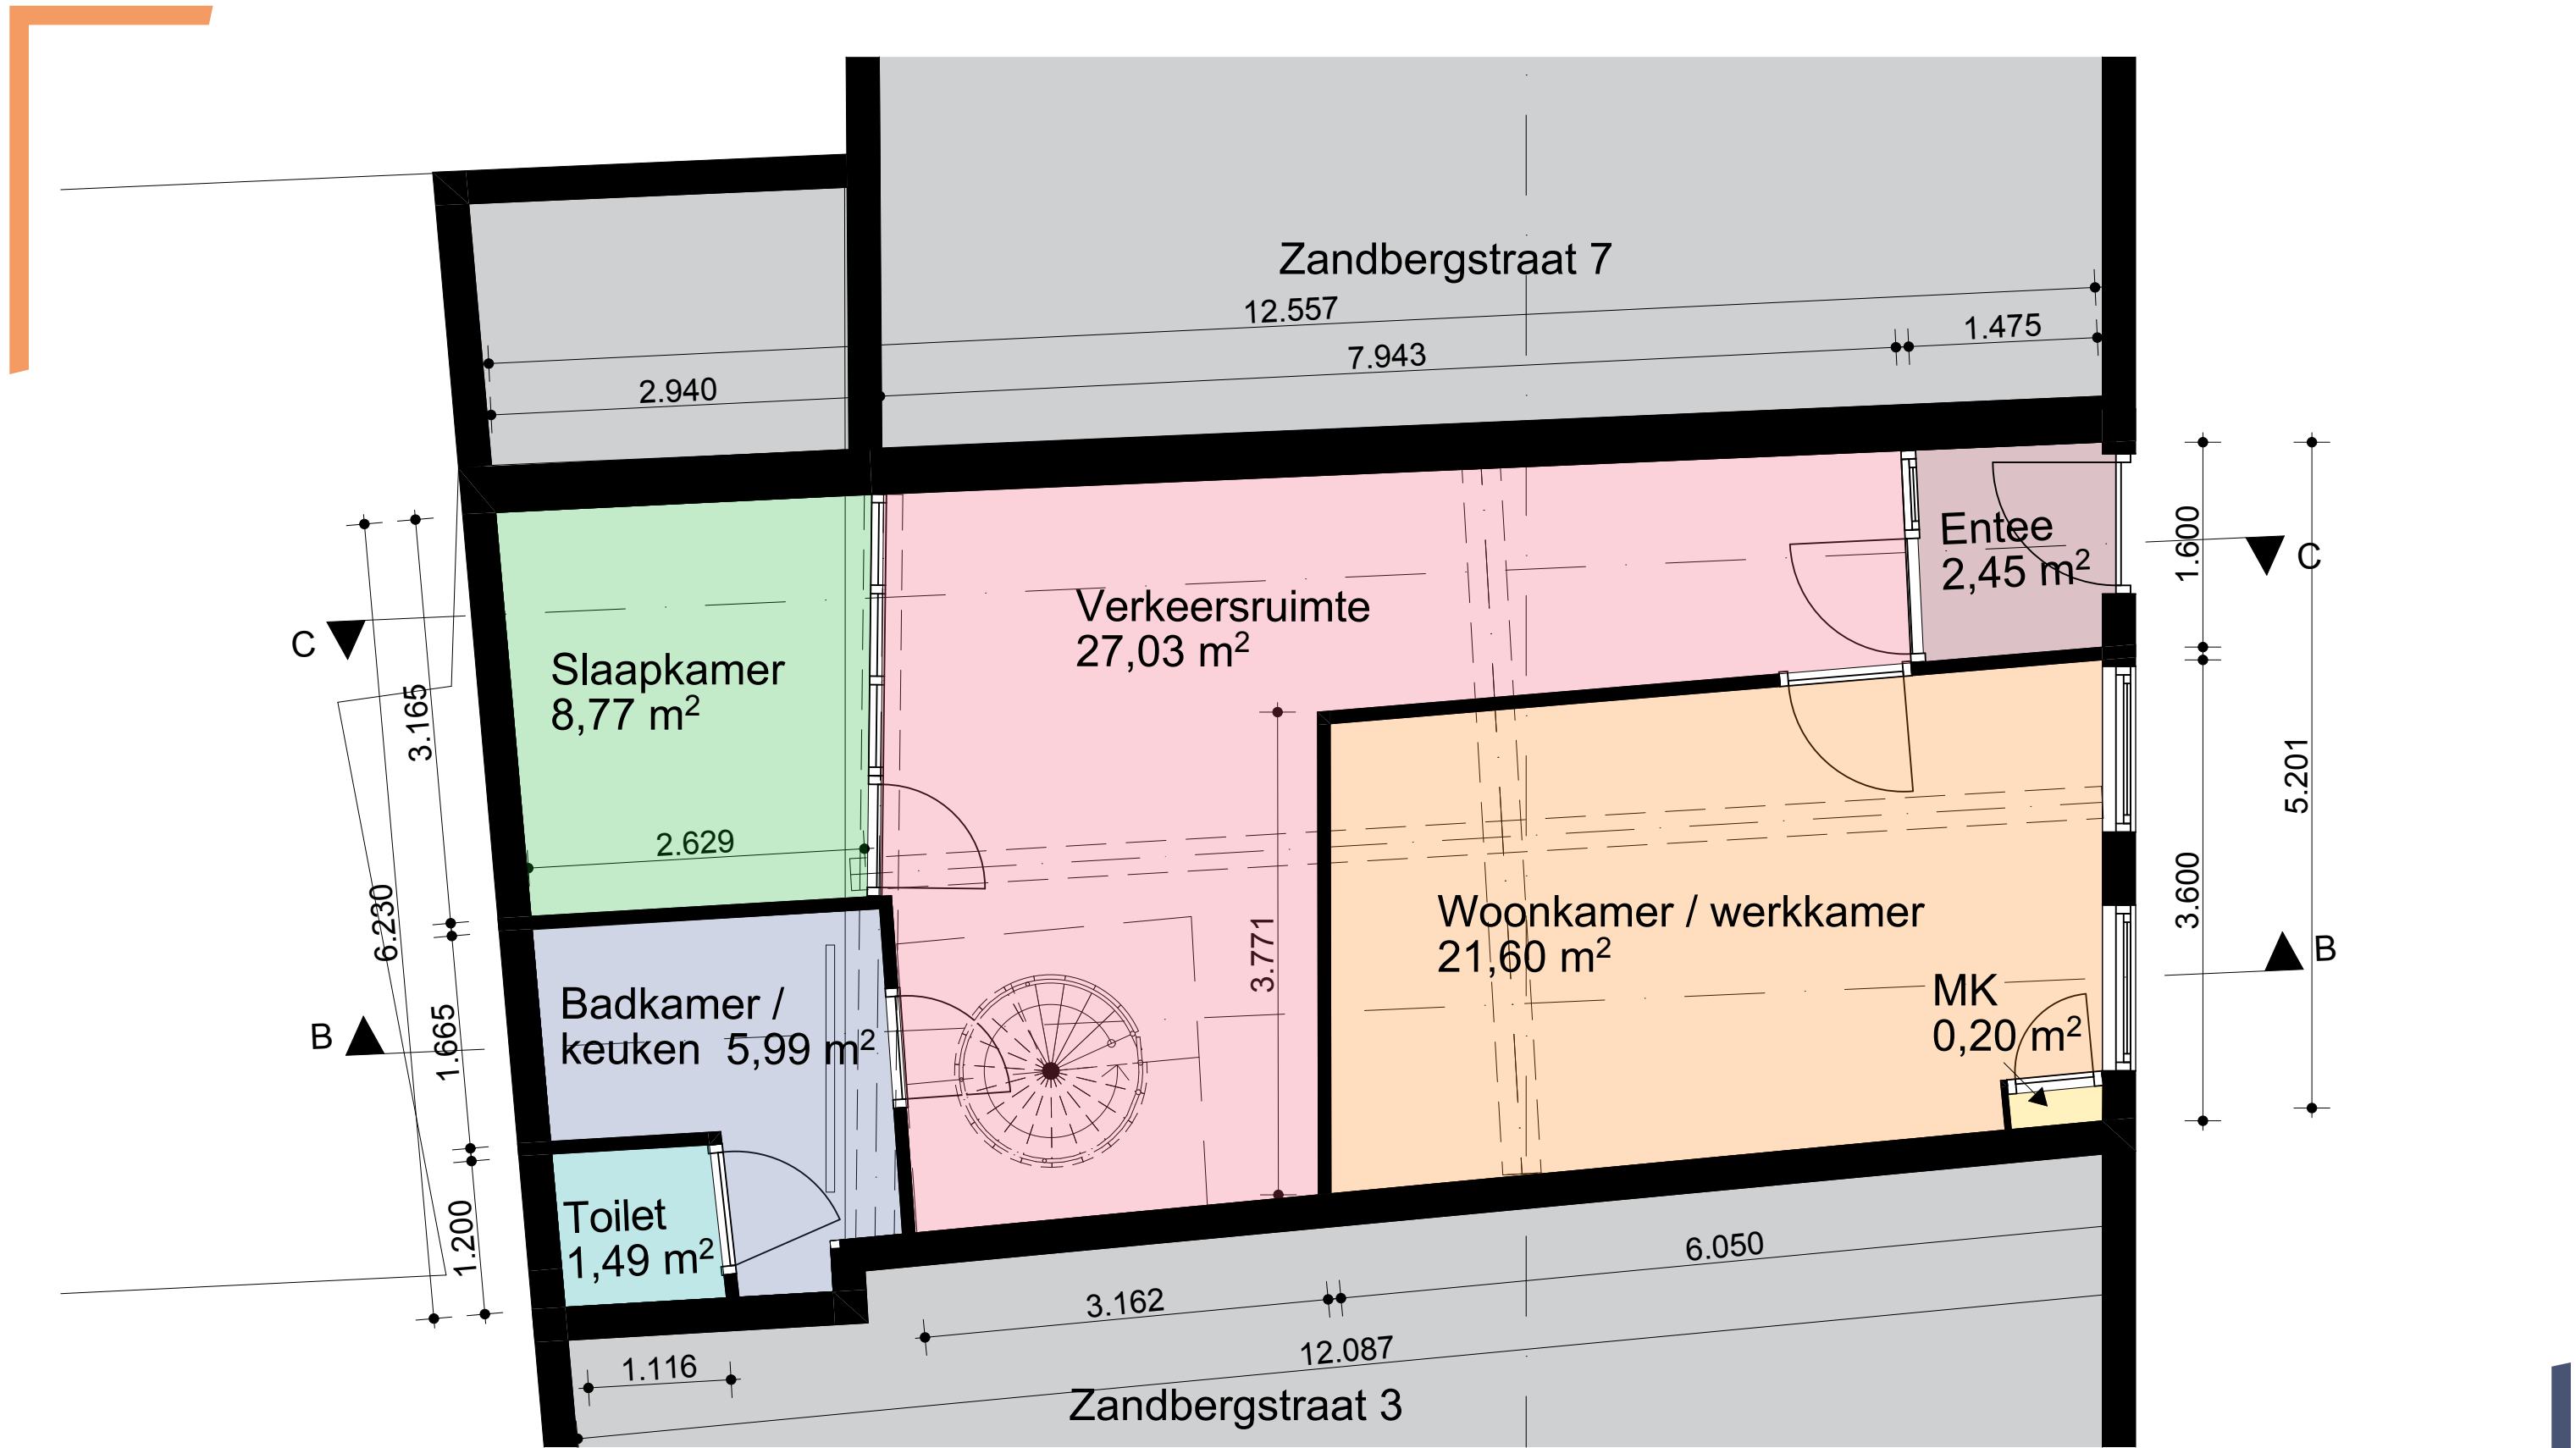 Zandbergstraat 7
12.557
7.943
1.475
2.940
Entee
2,45 m²
1.600
C
C
Verkeersruimte
27,03 m²
Slaapkamer
8,77 m²
3.165
5.201
2.629
3.600
6.230
3.771
Woonkamer / werkkamer
21,60 m²
B
MK
0,20 m²
Badkamer /
keuken 5,99 m²
B
1.665
Toilet
1,49 m²
1.200
6.050
3.162
12.087
1.116
Zandbergstraat 3